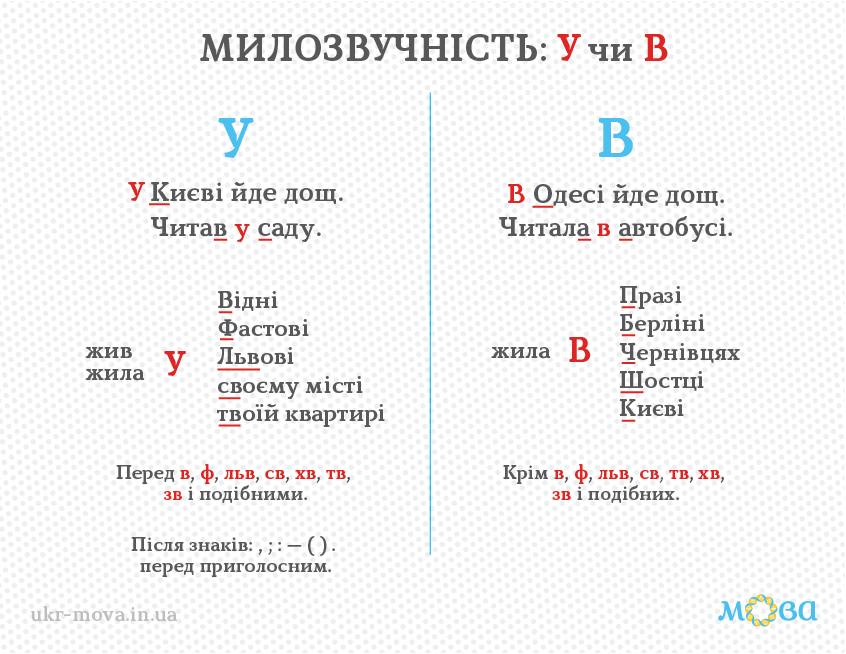 МИЛОЗВУЧНІСТЬ: У чи В
У
У Києві йде дощ.
Читав у саду.
жив
жила
у
Відні
Фастові
Львові
своєму місті
твоїй квартирі
Перед в, ф, льв, св, хв, тв,
зв і подібними.
Після знаків: , ; : — ( ) .
перед приголосним.
В
В Одесі йде дощ.
Читала в автобусі.
жила
в
Празі
Берліні
Чернівцях
Шостці
Києві
Крім в, ф, льв, св, тв, хв,
зв і подібних.
ukr-mova.in.ua
мова